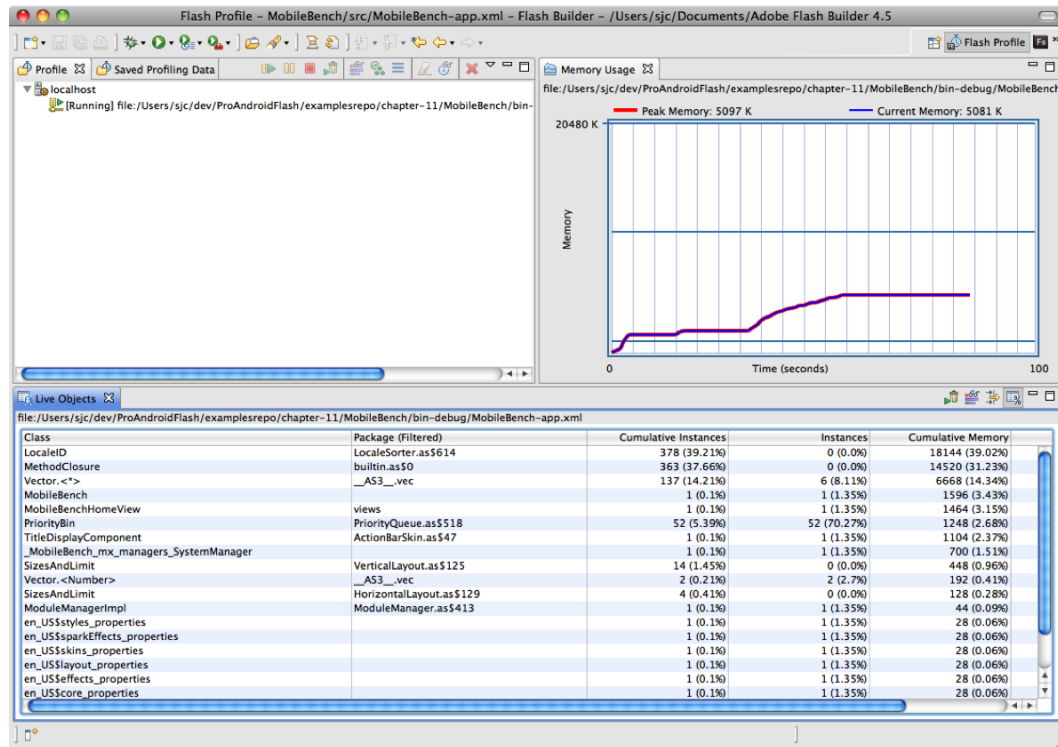 Flash Profile – MobileBench/src/MobileBench-app.xml – Flash Builder – /Users/sjc/Documents/Adobe Flash Builder 4.5
Flash Profile
Profile
Saved Profiling Data
localhost
[Running] file:/Users/sjc/dev/ProAndroidFlash/examplesrepo/chapter-11/MobileBench/bin-
Memory Usage
file:/Users/sjc/dev/ProAndroidFlash/examplesrepo/chapter-11/MobileBench/bin-debug/MobileBench
Peak Memory: 5097 K Current Memory: 5081 K
20480 K
Memory
0 Time (seconds) 100
Live Objects
file:/Users/sjc/dev/ProAndroidFlash/examplesrepo/chapter-11/MobileBench/bin-debug/MobileBench-app.xml
Class Package (Filtered) Cumulative Instances Instances Cumulative Memory
LocaleID LocaleSorter.as$614 378 (39.21%) 0 (0.0%) 18144 (39.02%)
MethodClosure builtin.as$0 363 (37.66%) 0 (0.0%) 14520 (31.23%)
Vector.<*> __AS3__.vec 137 (14.21%) 6 (8.11%) 6668 (14.34%)
MobileBench 1 (0.1%) 1 (1.35%) 1596 (3.43%)
MobileBenchHomeView views 1 (0.1%) 1 (1.35%) 1464 (3.15%)
PriorityBin PriorityQueue.as$518 52 (5.39%) 52 (70.27%) 1248 (2.68%)
TitleDisplayComponent ActionBarSkin.as$47 1 (0.1%) 1 (1.35%) 1104 (2.37%)
_MobileBench_mx_managers_SystemManager 1 (0.1%) 1 (1.35%) 700 (1.51%)
SizesAndLimit VerticalLayout.as$125 14 (1.45%) 0 (0.0%) 448 (0.96%)
Vector.<Number> __AS3__.vec 2 (0.21%) 2 (2.7%) 192 (0.41%)
SizesAndLimit HorizontalLayout.as$129 4 (0.41%) 0 (0.0%) 128 (0.28%)
ModuleManagerImpl ModuleManager.as$413 1 (0.1%) 1 (1.35%) 44 (0.09%)
en_US$styles_properties 1 (0.1%) 1 (1.35%) 28 (0.06%)
en_US$sparkEffects_properties 1 (0.1%) 1 (1.35%) 28 (0.06%)
en_US$skins_properties 1 (0.1%) 1 (1.35%) 28 (0.06%)
en_US$layout_properties 1 (0.1%) 1 (1.35%) 28 (0.06%)
en_US$effects_properties 1 (0.1%) 1 (1.35%) 28 (0.06%)
en_US$core_properties 1 (0.1%) 1 (1.35%) 28 (0.06%)